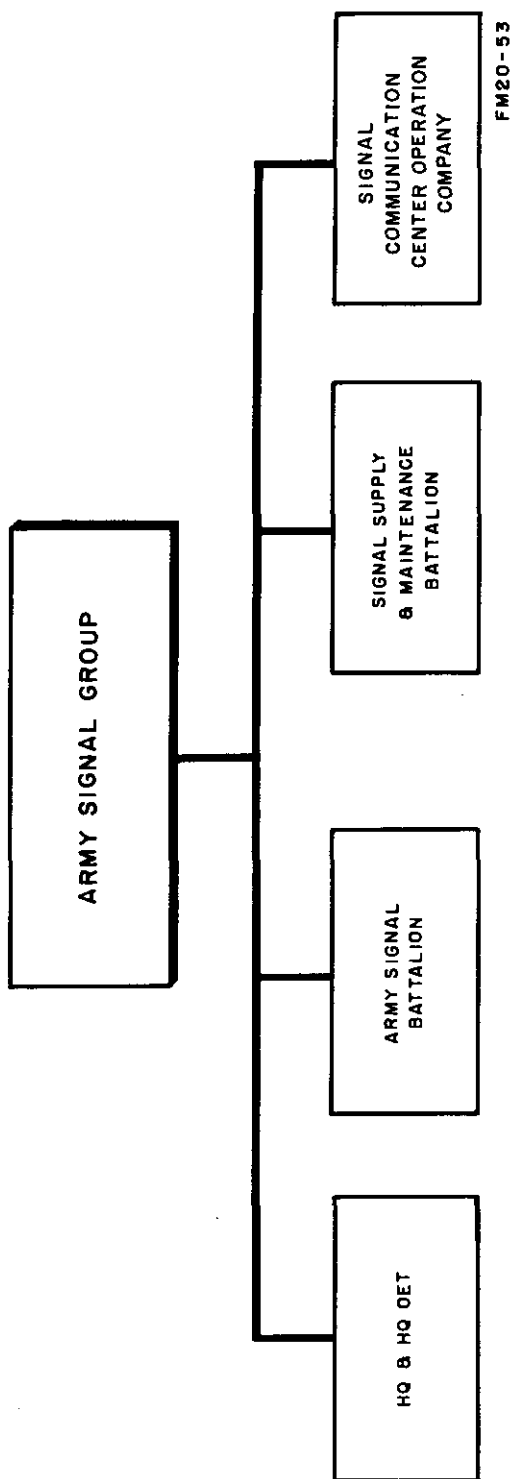 ARMY SIGNAL GROUP
HQ & HQ DET
ARMY SIGNAL
BATTALION
SIGNAL SUPPLY
& MAINTENANCE
BATTALION
SIGNAL
COMMUNICATION
CENTER OPERATION
COMPANY
FM20-53